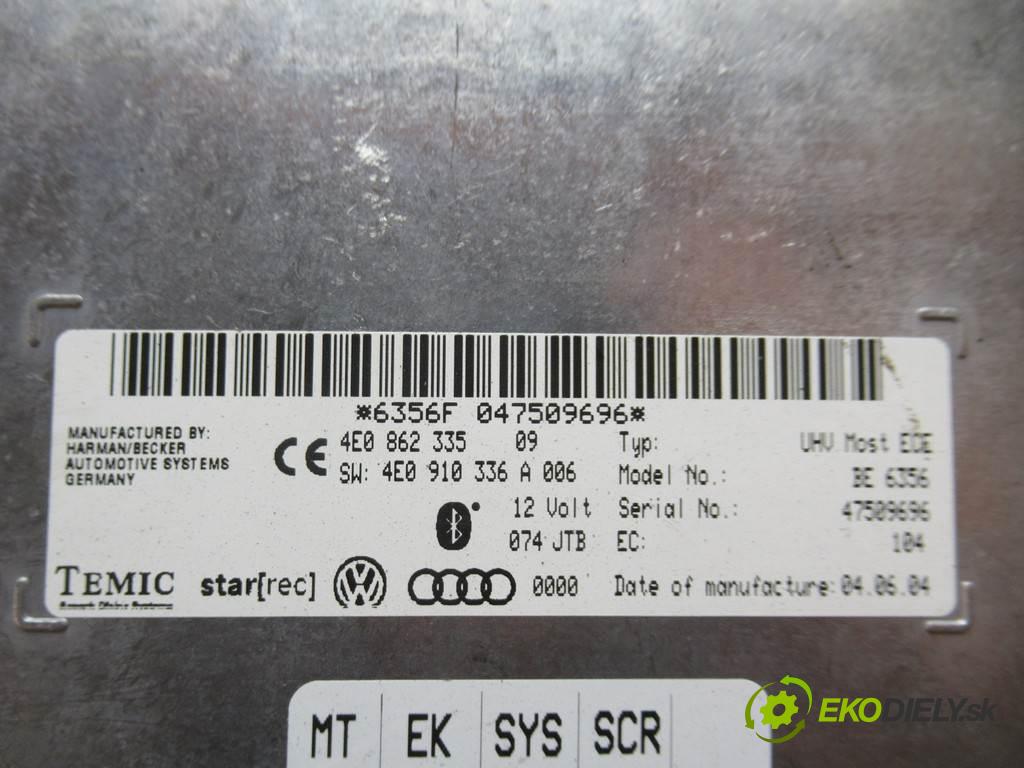 *6356F 047509696*
MANUFACTURED BY:
HARMAN/BECKER
AUTOMOTIVE SYSTEMS
GERMANY
CE
4E0 862 335 09
SW: 4E0 910 336 A 006
12 Volt
074 JTB
Typ: UHV Most ECE
Model No.: BE 6356
Serial No.: 47509696
EC: 104
TEMIC
star[rec]
0000
Date of manufacture: 04.06.04
MT EK SYS SCR
EKODIELY.sk